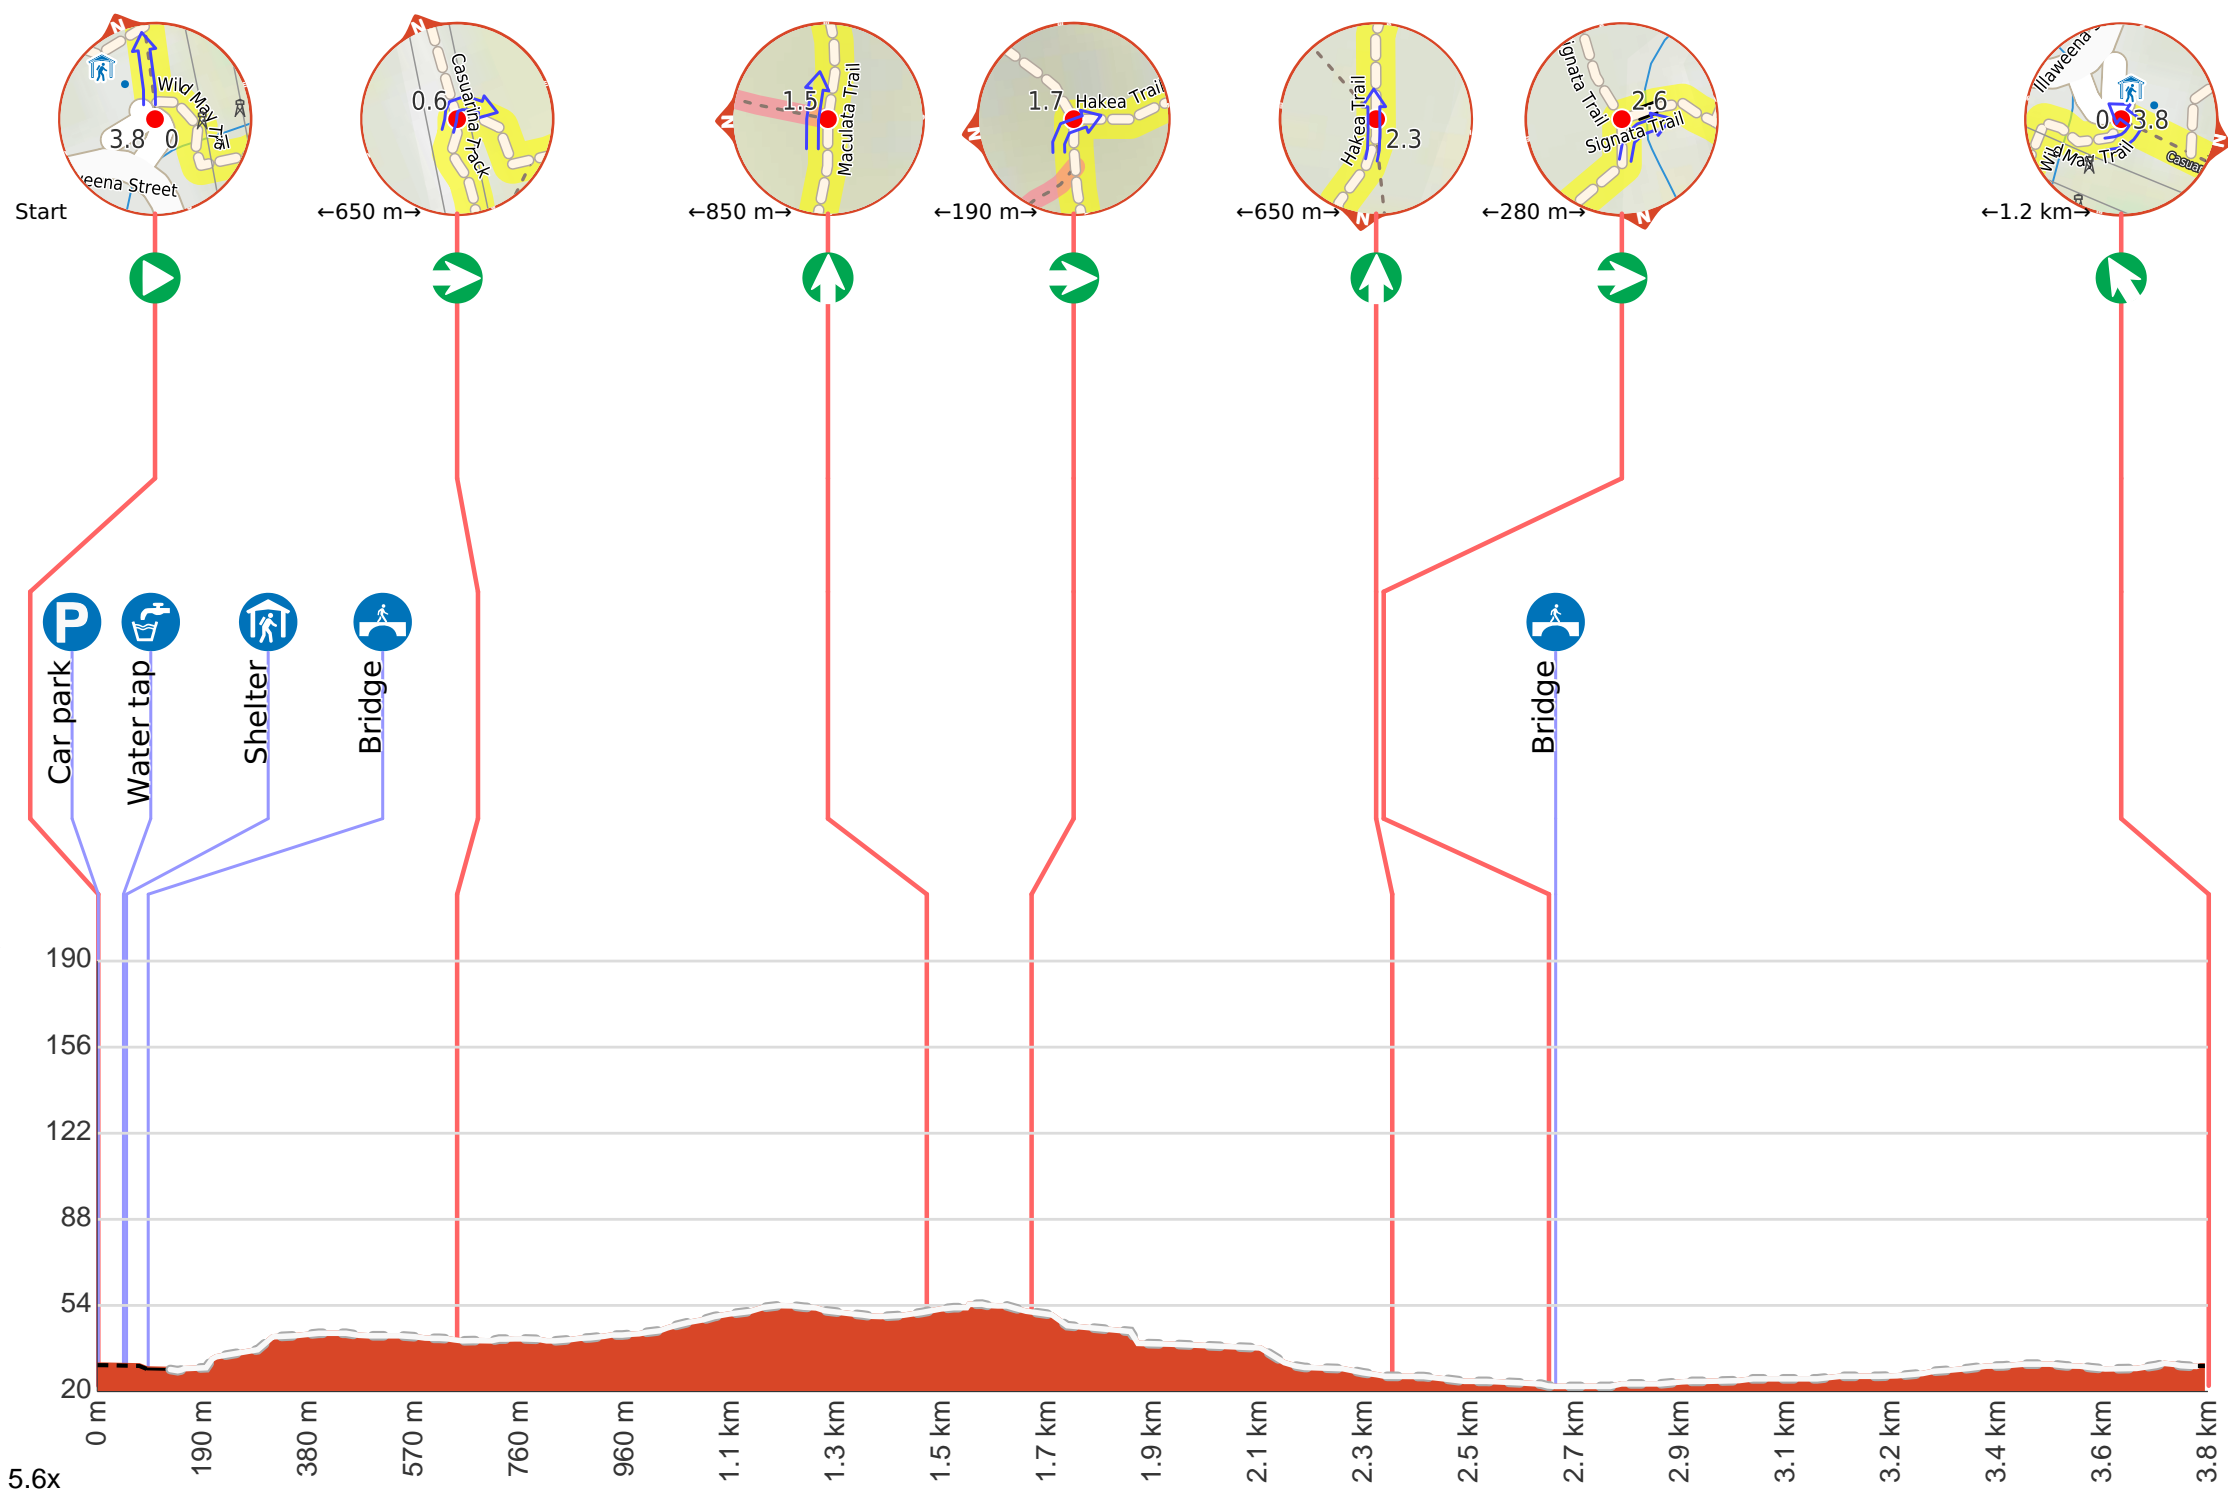 N
Wild May Trail
3.8
0
eena Street
N
0.6
Casuarina Track
N
1.5
Maculata Trail
N
1.7
Hakea Trail
N
Hakea Trail
2.3
N
ignata Trail
2.6
Signata Trail
N
Illaweena
0
3.8
ld May Trail
Casuar
Start
←650 m→
←850 m→
←190 m→
←650 m→
←280 m→
←1.2 km→
P
Car park
Water tap
Shelter
Bridge
Bridge
190
156
122
88
54
20
0 m
190 m
380 m
570 m
760 m
960 m
1.1 km
1.3 km
1.5 km
1.7 km
1.9 km
2.1 km
2.3 km
2.5 km
2.7 km
2.9 km
3.1 km
3.2 km
3.4 km
3.6 km
3.8 km
5.6x